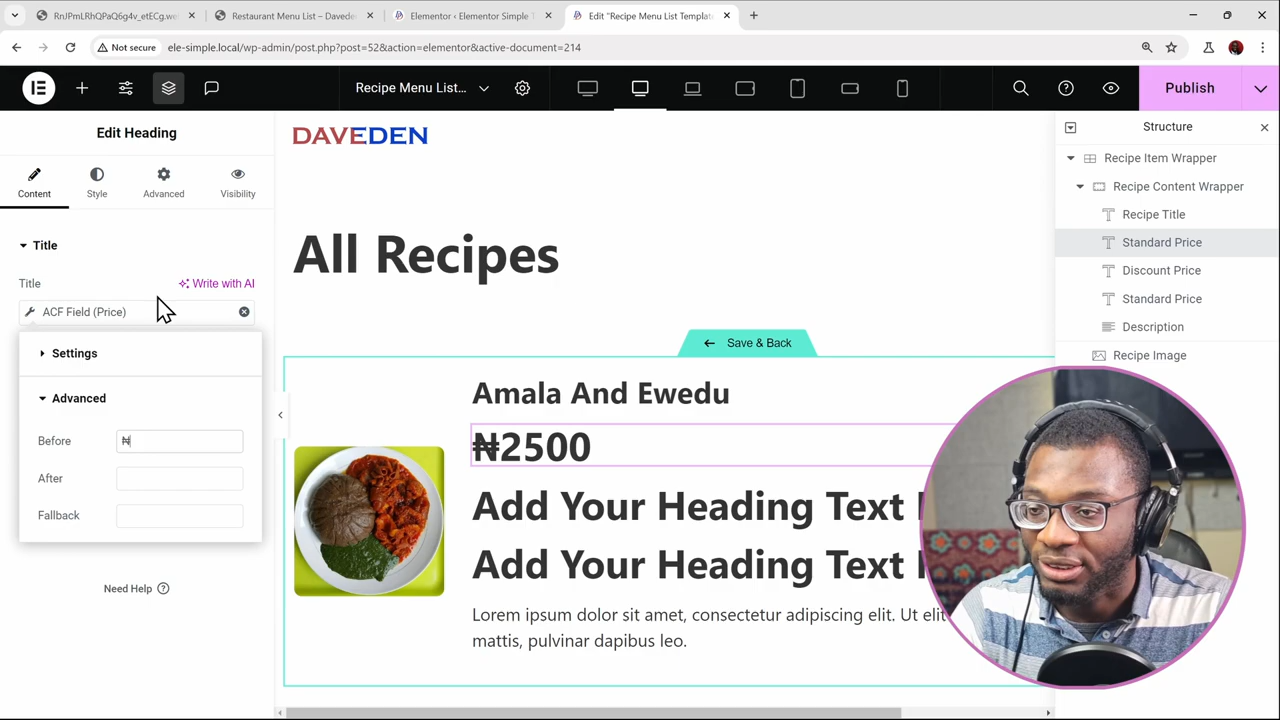 RnJPmLRhQPaQ6g4v_etECg.we
Restaurant Menu List – Davede
Elementor ‹ Elementor Simple T
Edit "Recipe Menu List Templat
Not secure
ele-simple.local/wp-admin/post.php?post=52&action=elementor&active-document=214
Recipe Menu List...
Publish
Edit Heading
Content
Style
Advanced
Visibility
Title
Title
Write with AI
ACF Field (Price)
Settings
Advanced
Before
₦
After
Fallback
Need Help
DAVEDEN
All Recipes
Save & Back
Amala And Ewedu
₦2500
Add Your Heading Text
Add Your Heading Text
Lorem ipsum dolor sit amet, consectetur adipiscing elit. Ut elit
mattis, pulvinar dapibus leo.
Structure
Recipe Item Wrapper
Recipe Content Wrapper
Recipe Title
Standard Price
Discount Price
Standard Price
Description
Recipe Image